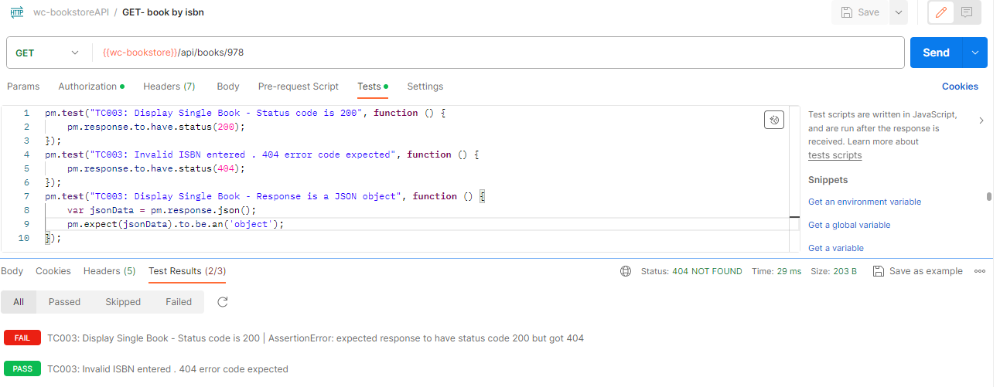 HTTP wc-bookstoreAPI / GET- book by isbn Save
GET {{wc-bookstore}}/api/books/978 Send
Params Authorization Headers (7) Body Pre-request Script Tests Settings Cookies
1 pm.test("TC003: Display Single Book - Status code is 200", function () {
2 pm.response.to.have.status(200);
3 });
4 pm.test("TC003: Invalid ISBN entered . 404 error code expected", function () {
5 pm.response.to.have.status(404);
6 });
7 pm.test("TC003: Display Single Book - Response is a JSON object", function () {
8 var jsonData = pm.response.json();
9 pm.expect(jsonData).to.be.an('object');
10 });
Test scripts are written in JavaScript,
and are run after the response is
received. Learn more about
tests scripts
Snippets
Get an environment variable
Get a global variable
Get a variable
Body Cookies Headers (5) Test Results (2/3) Status: 404 NOT FOUND Time: 29 ms Size: 203 B Save as example
All Passed Skipped Failed
FAIL TC003: Display Single Book - Status code is 200 | AssertionError: expected response to have status code 200 but got 404
PASS TC003: Invalid ISBN entered . 404 error code expected